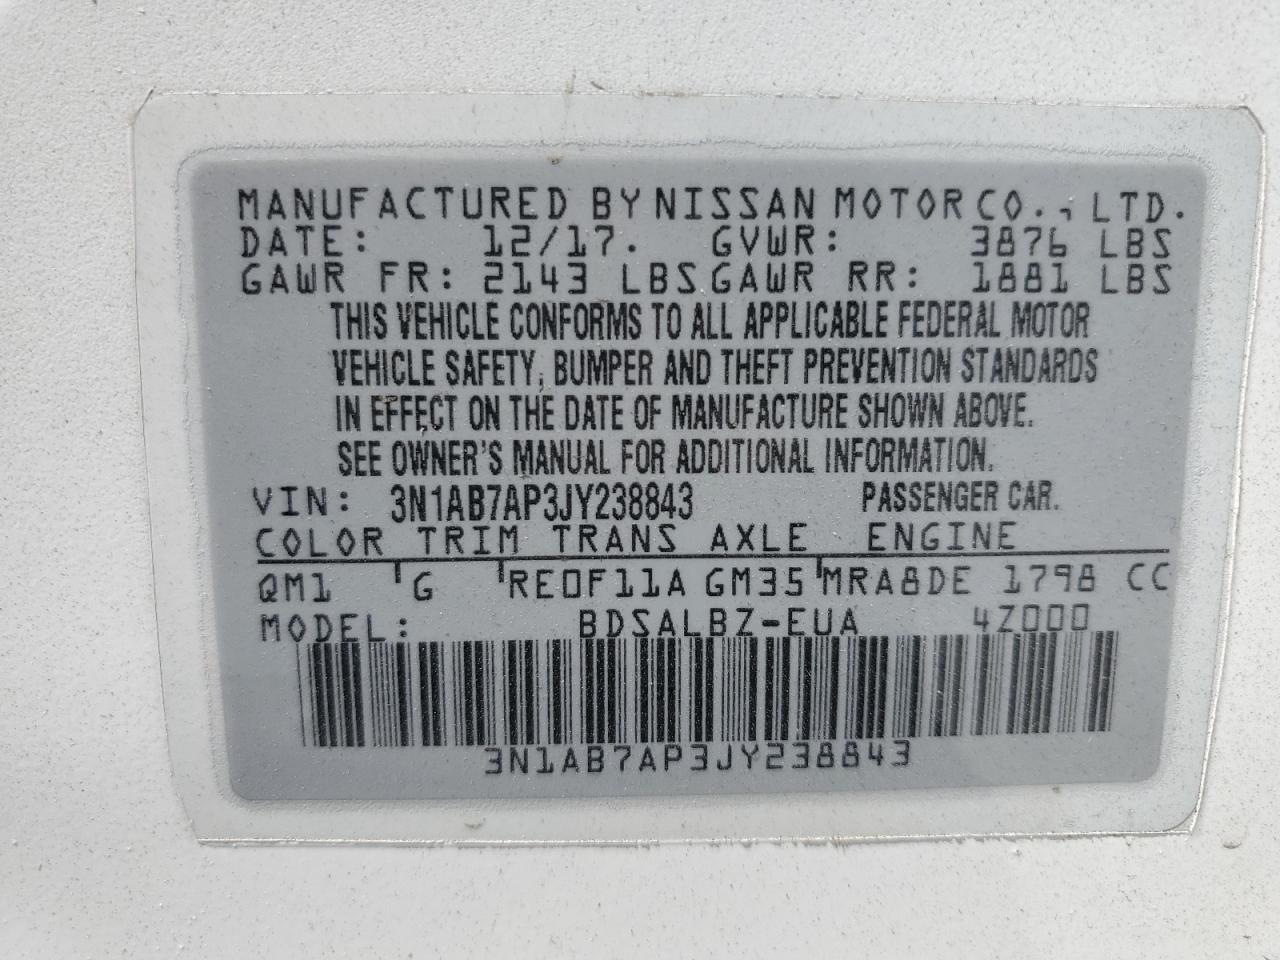 MANUFACTURED BY NISSAN MOTOR CO., LTD.
DATE: 12/17. GVWR: 3876 LBS
GAWR FR: 2143 LBS GAWR RR: 1881 LBS
THIS VEHICLE CONFORMS TO ALL APPLICABLE FEDERAL MOTOR
VEHICLE SAFETY, BUMPER AND THEFT PREVENTION STANDARDS
IN EFFECT ON THE DATE OF MANUFACTURE SHOWN ABOVE.
SEE OWNER'S MANUAL FOR ADDITIONAL INFORMATION.
VIN: 3N1AB7AP3JY238843 PASSENGER CAR.
COLOR TRIM TRANS AXLE ENGINE
QM1 G RE0F11A GM35 MRA8DE 1798 CC
MODEL: BDSALBZ-EUA 4Z000
3N1AB7AP3JY238843